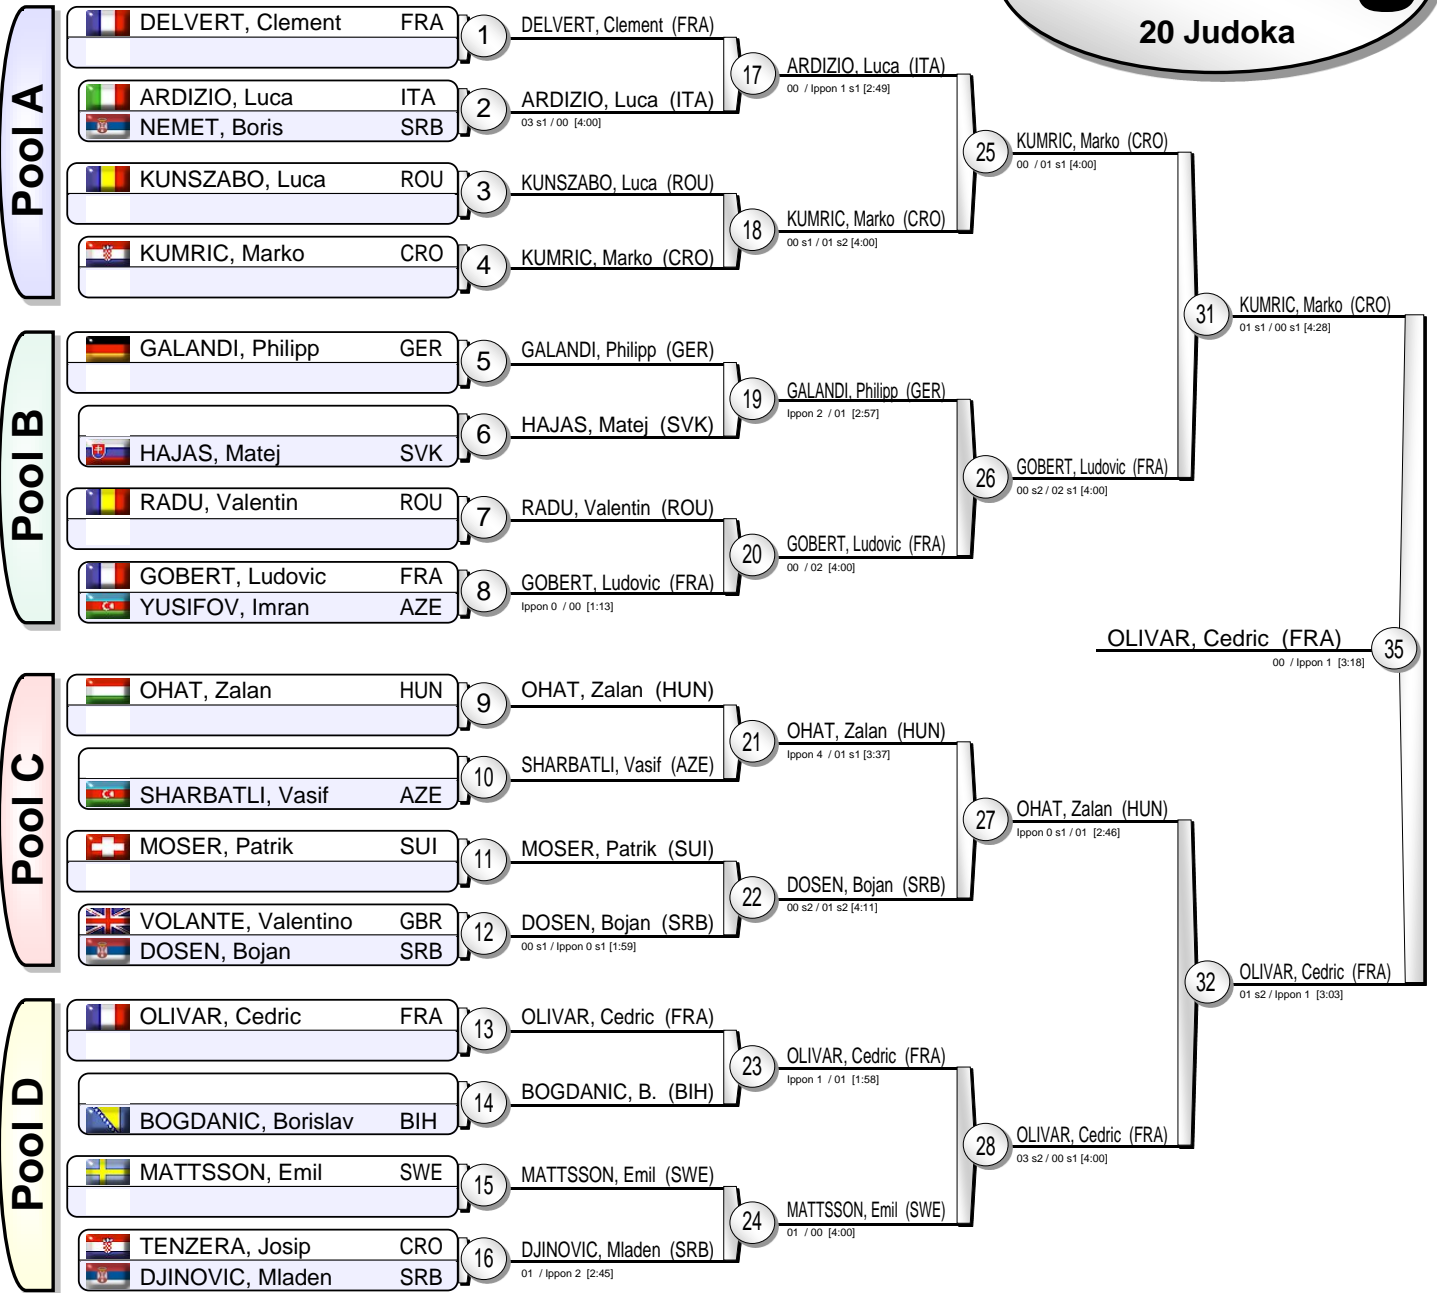 20 Judoka
Pool A
DELVERT, Clement FRA
1
DELVERT, Clement (FRA)
ARDIZIO, Luca ITA
NEMET, Boris SRB
2
ARDIZIO, Luca (ITA)
03 s1 / 00 [4:00]
17
ARDIZIO, Luca (ITA)
00 / Ippon 1 s1 [2:49]
KUNSZABO, Luca ROU
3
KUNSZABO, Luca (ROU)
KUMRIC, Marko CRO
4
KUMRIC, Marko (CRO)
18
KUMRIC, Marko (CRO)
00 s1 / 01 s2 [4:00]
25
KUMRIC, Marko (CRO)
00 / 01 s1 [4:00]
Pool B
GALANDI, Philipp GER
5
GALANDI, Philipp (GER)
HAJAS, Matej SVK
6
HAJAS, Matej (SVK)
19
GALANDI, Philipp (GER)
Ippon 2 / 01 [2:57]
RADU, Valentin ROU
7
RADU, Valentin (ROU)
GOBERT, Ludovic FRA
YUSIFOV, Imran AZE
8
GOBERT, Ludovic (FRA)
Ippon 0 / 00 [1:13]
20
GOBERT, Ludovic (FRA)
00 / 02 [4:00]
26
GOBERT, Ludovic (FRA)
00 s2 / 02 s1 [4:00]
31
KUMRIC, Marko (CRO)
01 s1 / 00 s1 [4:28]
Pool C
OHAT, Zalan HUN
9
OHAT, Zalan (HUN)
SHARBATLI, Vasif AZE
10
SHARBATLI, Vasif (AZE)
21
OHAT, Zalan (HUN)
Ippon 4 / 01 s1 [3:37]
MOSER, Patrik SUI
11
MOSER, Patrik (SUI)
VOLANTE, Valentino GBR
DOSEN, Bojan SRB
12
DOSEN, Bojan (SRB)
00 s1 / Ippon 0 s1 [1:59]
22
DOSEN, Bojan (SRB)
00 s2 / 01 s2 [4:11]
27
OHAT, Zalan (HUN)
Ippon 0 s1 / 01 [2:46]
Pool D
OLIVAR, Cedric FRA
13
OLIVAR, Cedric (FRA)
BOGDANIC, Borislav BIH
14
BOGDANIC, B. (BIH)
23
OLIVAR, Cedric (FRA)
Ippon 1 / 01 [1:58]
MATTSSON, Emil SWE
15
MATTSSON, Emil (SWE)
TENZERA, Josip CRO
DJINOVIC, Mladen SRB
16
DJINOVIC, Mladen (SRB)
01 / Ippon 2 [2:45]
24
MATTSSON, Emil (SWE)
01 / 00 [4:00]
28
OLIVAR, Cedric (FRA)
03 s2 / 00 s1 [4:00]
32
OLIVAR, Cedric (FRA)
01 s2 / Ippon 1 [3:03]
OLIVAR, Cedric (FRA)
00 / Ippon 1 [3:18]
35